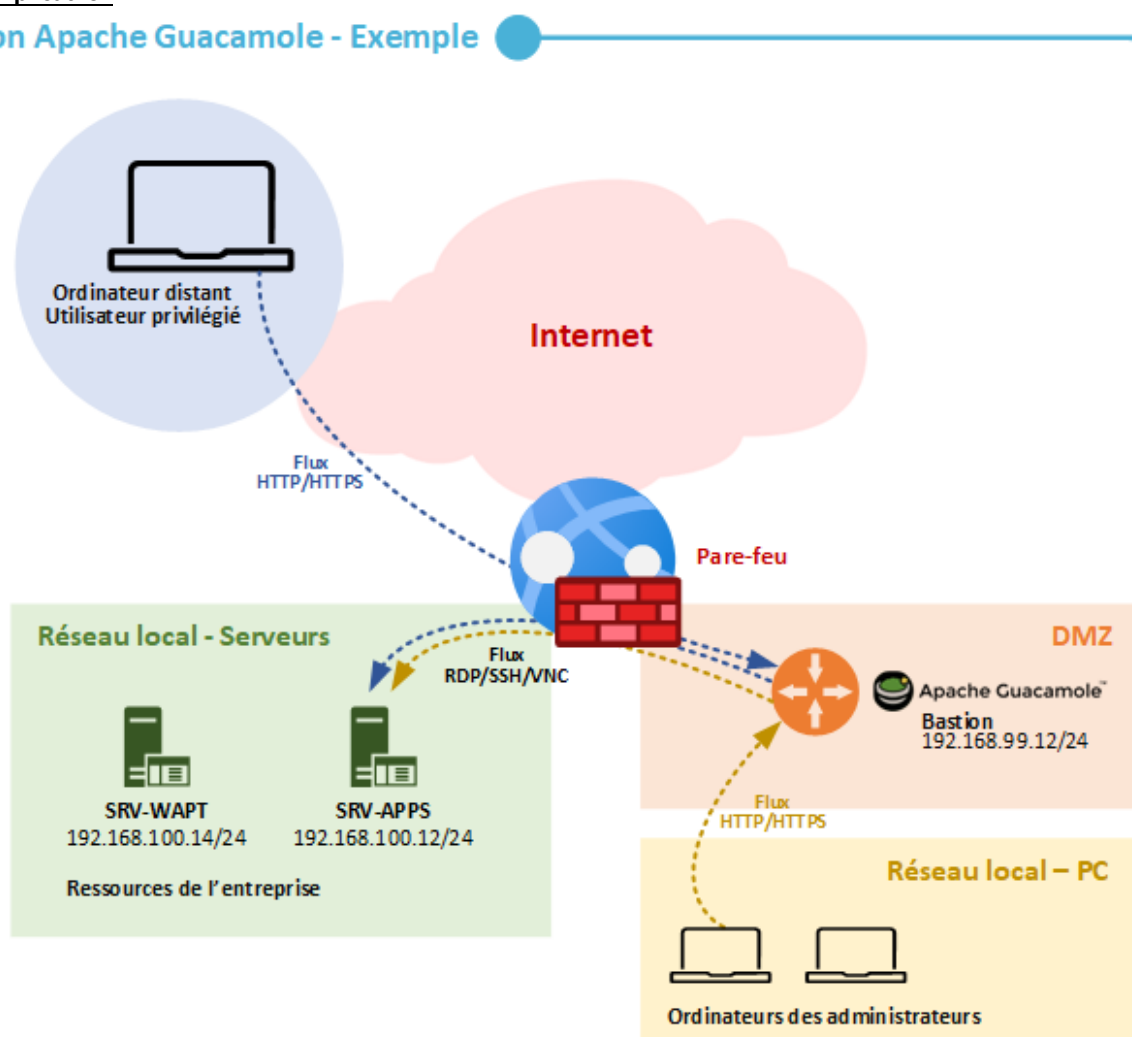 on Apache Guacamole - Exemple
Ordinateur distant
Utilisateur privilégié
Internet
Flux
HTTP/HTTPS
Pare-feu
Réseau local - Serveurs
Flux
RDP/SSH/VNC
DMZ
Apache Guacamole™
Bastion
192.168.99.12/24
SRV-WAPT
192.168.100.14/24
SRV-APPS
192.168.100.12/24
Ressources de l'entreprise
Flux
HTTP/HTTPS
Réseau local – PC
Ordinateurs des administrateurs